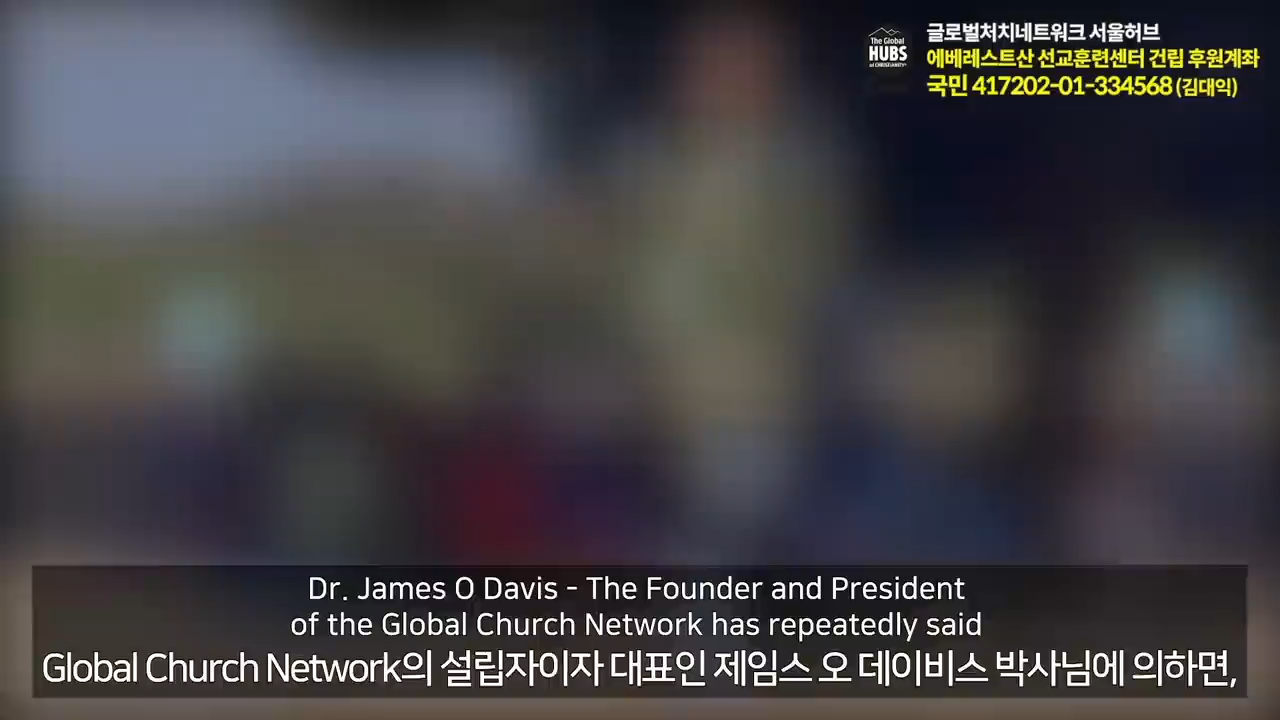 The Global
HUBS
of CHRISTIANITY
글로벌처치네트워크 서울허브
에베레스트산 선교훈련센터 건립 후원계좌
국민 417202-01-334568 (김대익)
Dr. James O Davis - The Founder and President
of the Global Church Network has repeatedly said
Global Church Network의 설립자이자 대표인 제임스 오 데이비스 박사님에 의하면,